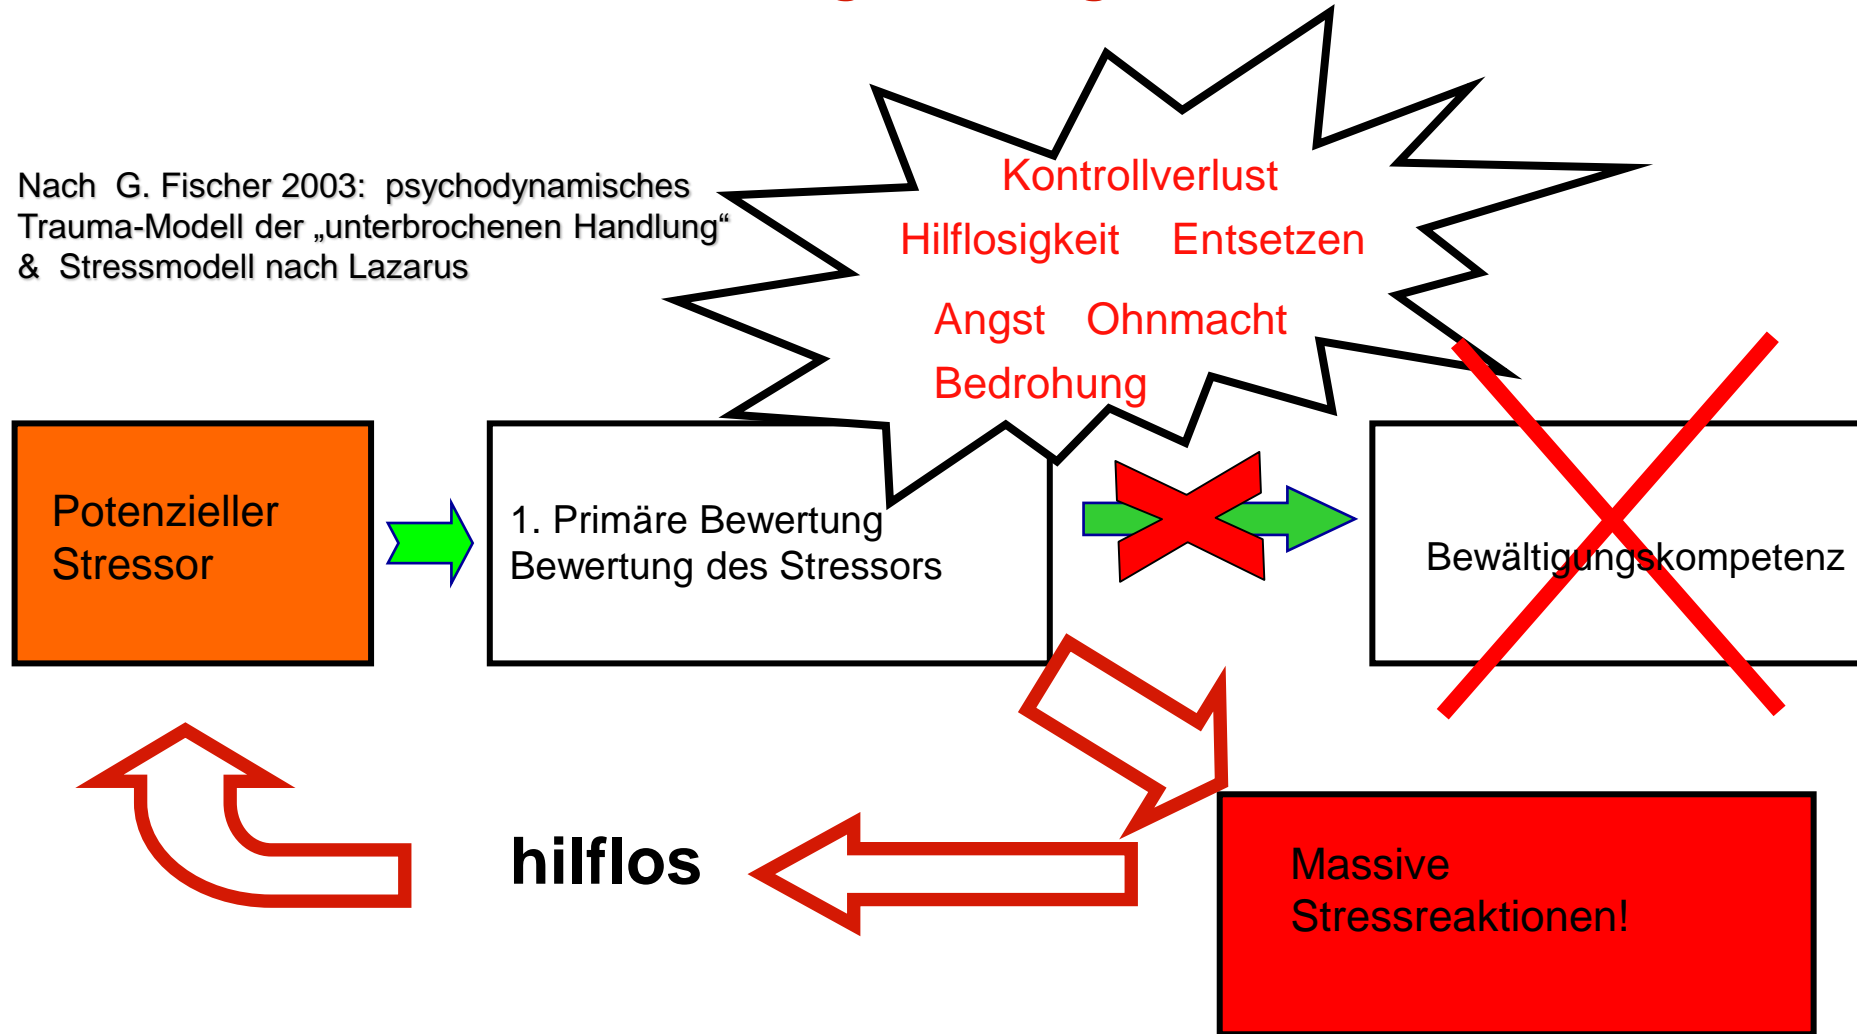 Nach G. Fischer 2003: psychodynamisches
Trauma-Modell der „unterbrochenen Handlung“
& Stressmodell nach Lazarus
Kontrollverlust
Hilflosigkeit Entsetzen
Angst Ohnmacht
Bedrohung
Potenzieller
Stressor
1. Primäre Bewertung
Bewertung des Stressors
Bewältigungskompetenz
hilflos
Massive
Stressreaktionen!